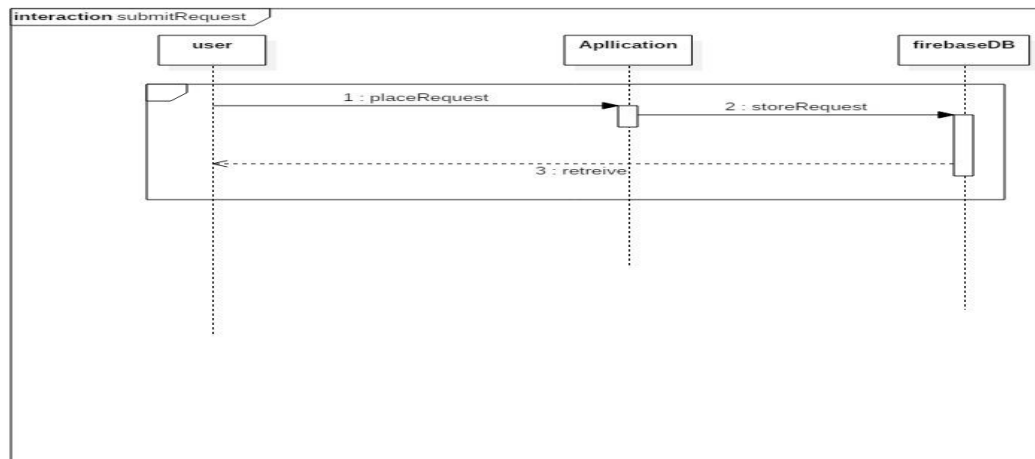 interaction submitRequest
user
Apllication
firebaseDB
1 : placeRequest
2 : storeRequest
3 : retreive